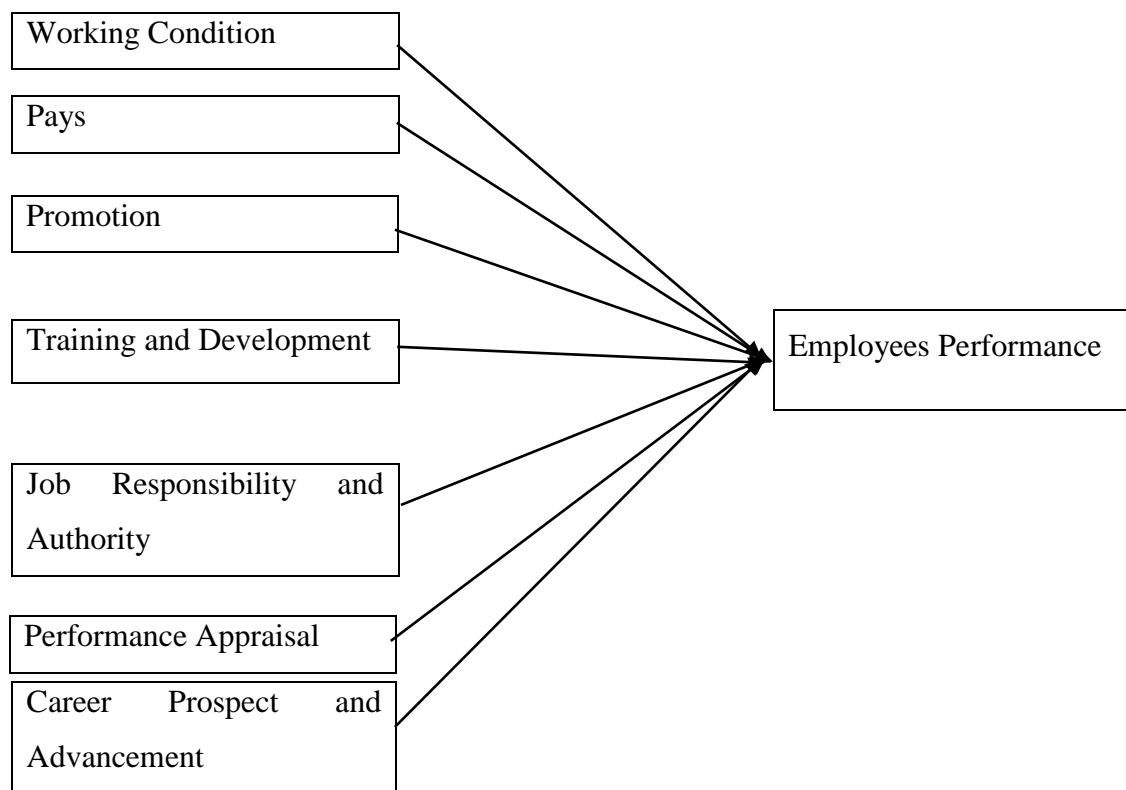 Working Condition
Pays
Promotion
Training and Development
Employees Performance
Job Responsibility and
Authority
Performance Appraisal
Career Prospect and
Advancement